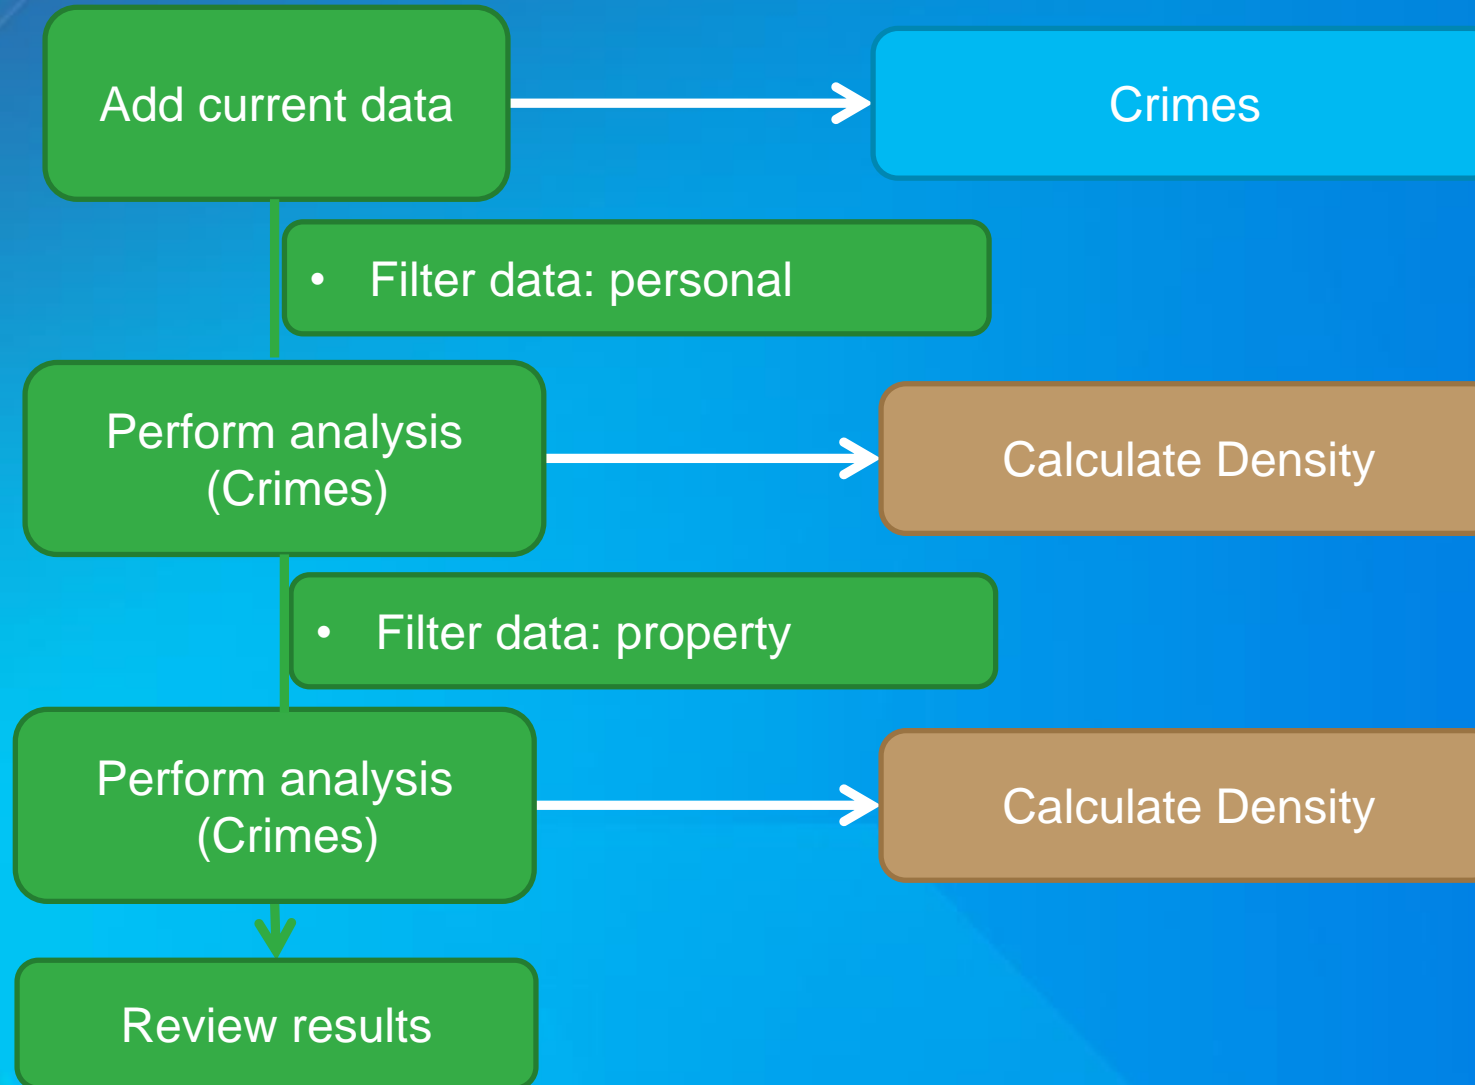 Add current data
Crimes
• Filter data: personal
Perform analysis
(Crimes)
Calculate Density
• Filter data: property
Perform analysis
(Crimes)
Calculate Density
Review results